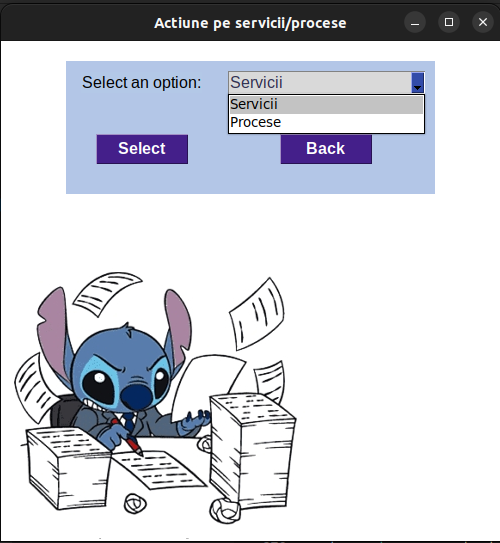 Actiune pe servicii/procese
Select an option: Servicii
Servicii
Procese
Select Back